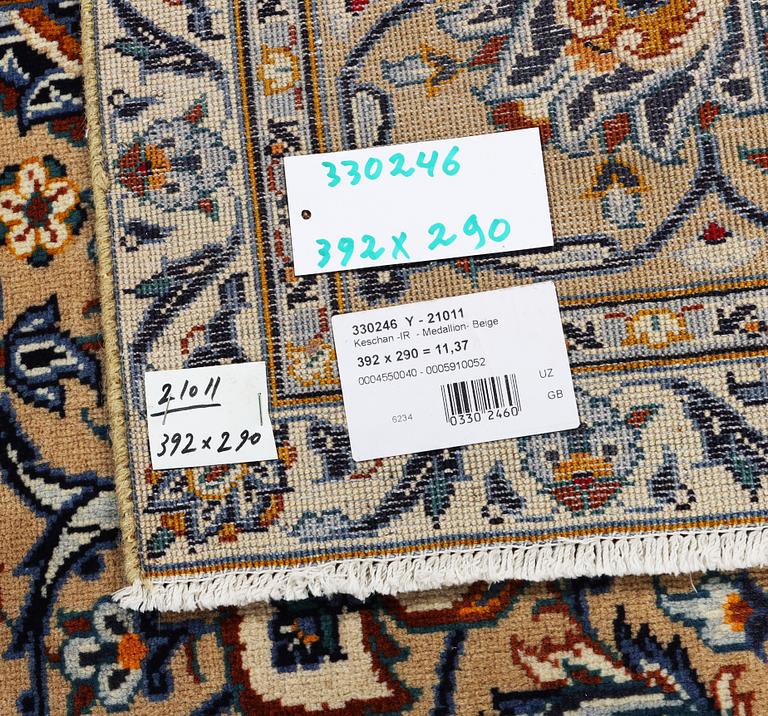 330246
392 x 290
330246 Y - 21011
Keschan -IR - Medallion- Beige
392 x 290 = 11,37
0004550040 - 0005910052
UZ
GB
6234
0330 2460
21011
392 x 290